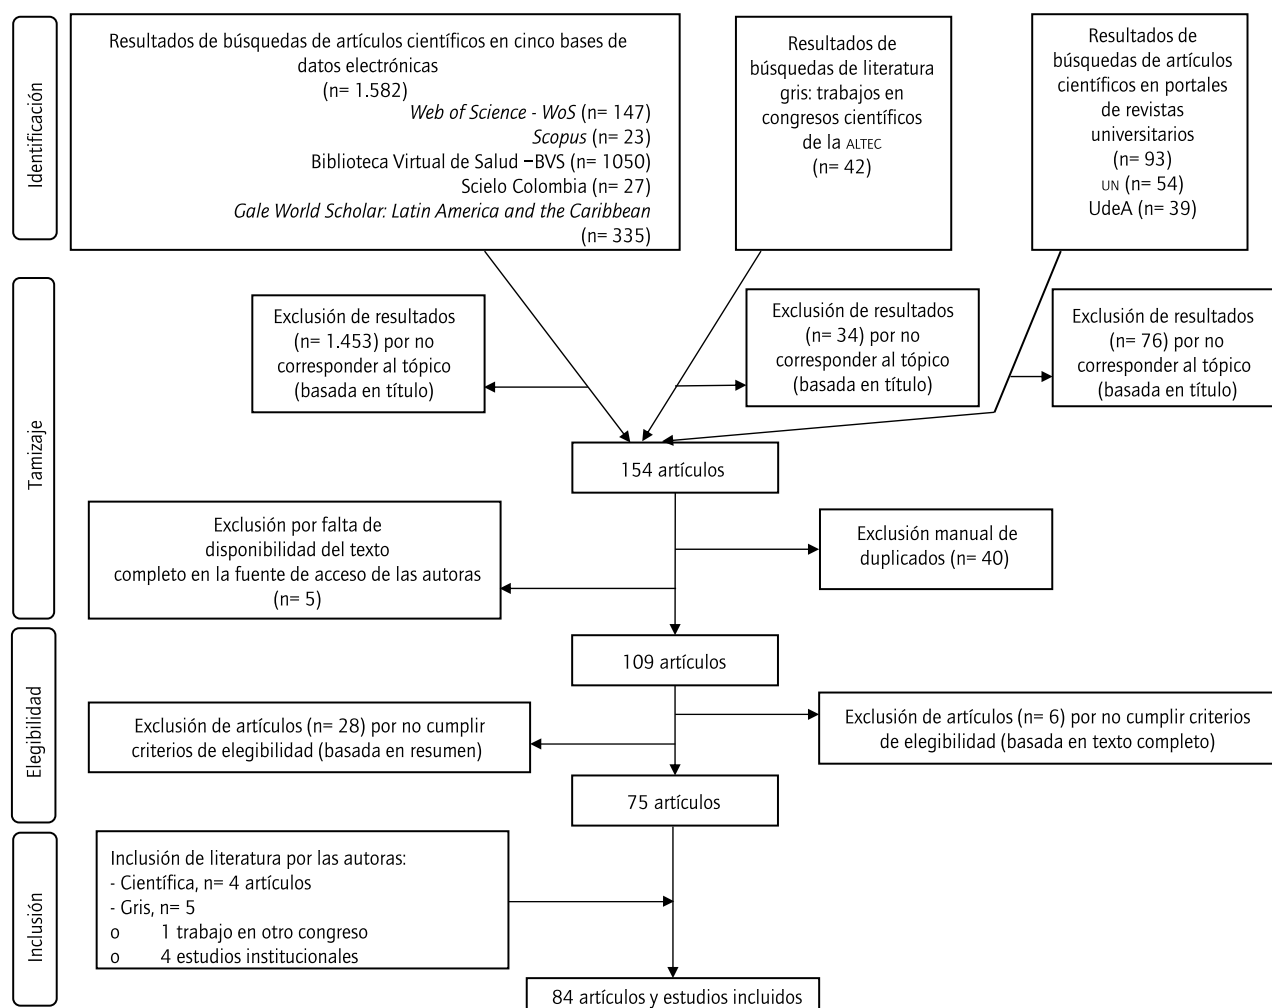 Identificación
Resultados de búsquedas de artículos científicos en cinco bases de
datos electrónicas
(n= 1.582)
Web of Science - WoS (n= 147)
Scopus (n= 23)
Biblioteca Virtual de Salud –BVS (n= 1050)
Scielo Colombia (n= 27)
Gale World Scholar: Latin America and the Caribbean
(n= 335)
Resultados de
búsquedas de literatura
gris: trabajos en
congresos científicos
de la ALTEC
(n= 42)
Resultados de
búsquedas de artículos
científicos en portales
de revistas
universitarios
(n= 93)
UN (n= 54)
UdeA (n= 39)
Tamizaje
Exclusión de resultados
(n= 1.453) por no
corresponder al tópico
(basada en título)
Exclusión de resultados
(n= 34) por no
corresponder al tópico
(basada en título)
Exclusión de resultados
(n= 76) por no
corresponder al tópico
(basada en título)
154 artículos
Exclusión por falta de
disponibilidad del texto
completo en la fuente de acceso de las autoras
(n= 5)
Exclusión manual de
duplicados (n= 40)
Elegibilidad
109 artículos
Exclusión de artículos (n= 28) por no cumplir
criterios de elegibilidad (basada en resumen)
Exclusión de artículos (n= 6) por no cumplir criterios
de elegibilidad (basada en texto completo)
75 artículos
Inclusión
Inclusión de literatura por las autoras:
- Científica, n= 4 artículos
- Gris, n= 5
o 1 trabajo en otro congreso
o 4 estudios institucionales
84 artículos y estudios incluidos